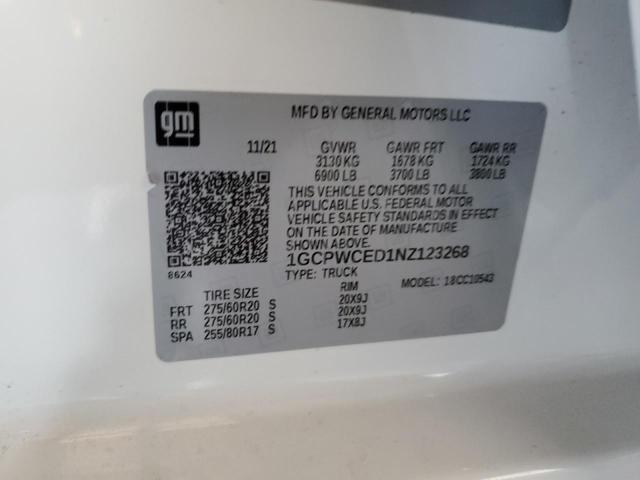 gm
MFD BY GENERAL MOTORS LLC
11/21 GVWR GAWR FRT GAWR RR
3130 KG 1678 KG 1724 KG
6900 LB 3700 LB 3800 LB
THIS VEHICLE CONFORMS TO ALL
APPLICABLE U.S. FEDERAL MOTOR
VEHICLE SAFETY STANDARDS IN EFFECT
ON THE DATE OF MANUFACTURE
SHOWN ABOVE.
8624
1GCPWCED1NZ123268
TYPE: TRUCK MODEL: 18CC10543
TIRE SIZE RIM
FRT 275/60R20 S 20X9J
RR 275/60R20 S 20X9J
SPA 255/80R17 S 17X8J